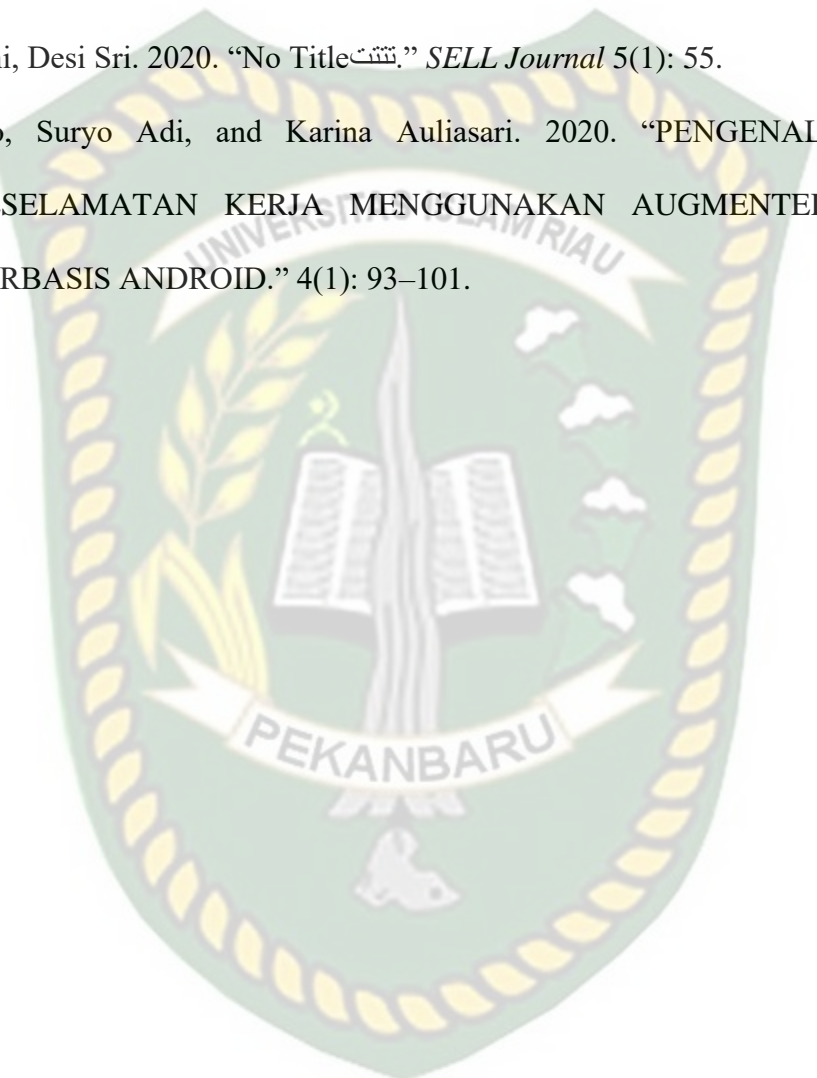 i, Desi Sri. 2020. “No Title.” SELL Journal 5(1): 55.
o, Suryo Adi, and Karina Auliasari. 2020. “PENGENAL
SELAMATAN KERJA MENGGUNAKAN AUGMENTE
RBASIS ANDROID.” 4(1): 93–101.
UNIVERSITAS ISLAM RIAU
PEKANBARU